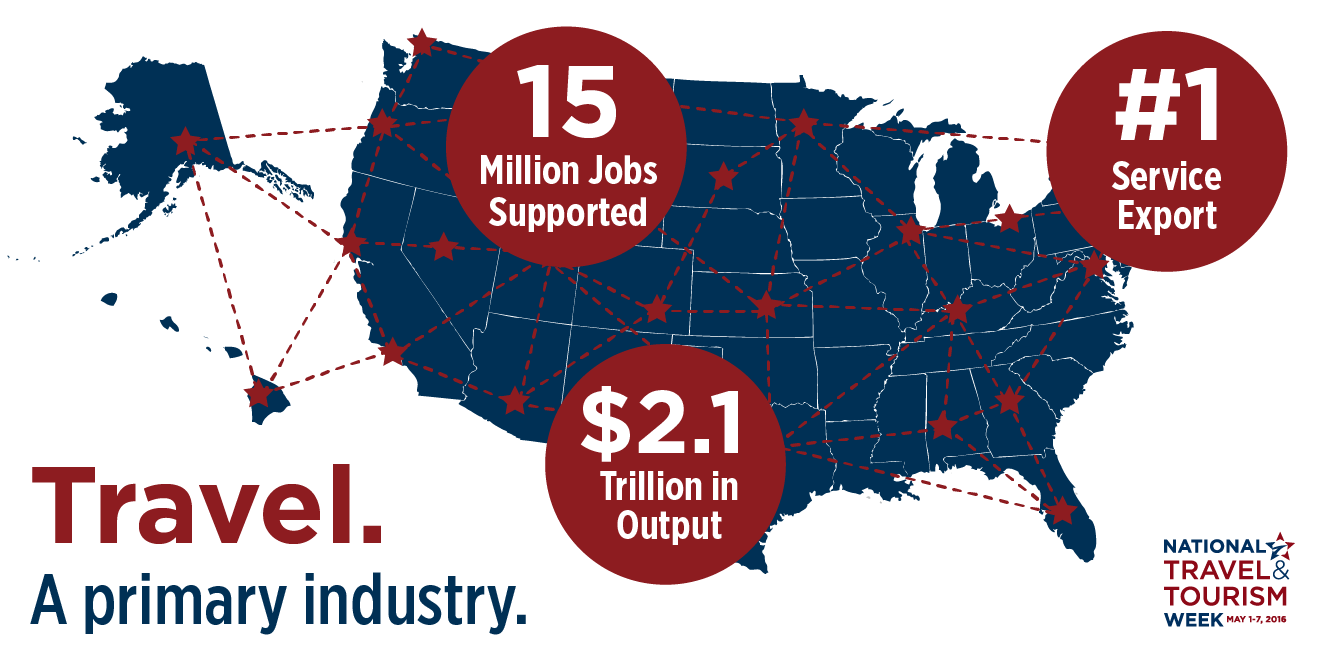 15
Million Jobs
Supported
#1
Service
Export
$2.1
Trillion in
Output
Travel.
A primary industry.
NATIONAL
TRAVEL &
TOURISM
WEEK MAY 1-7, 2016